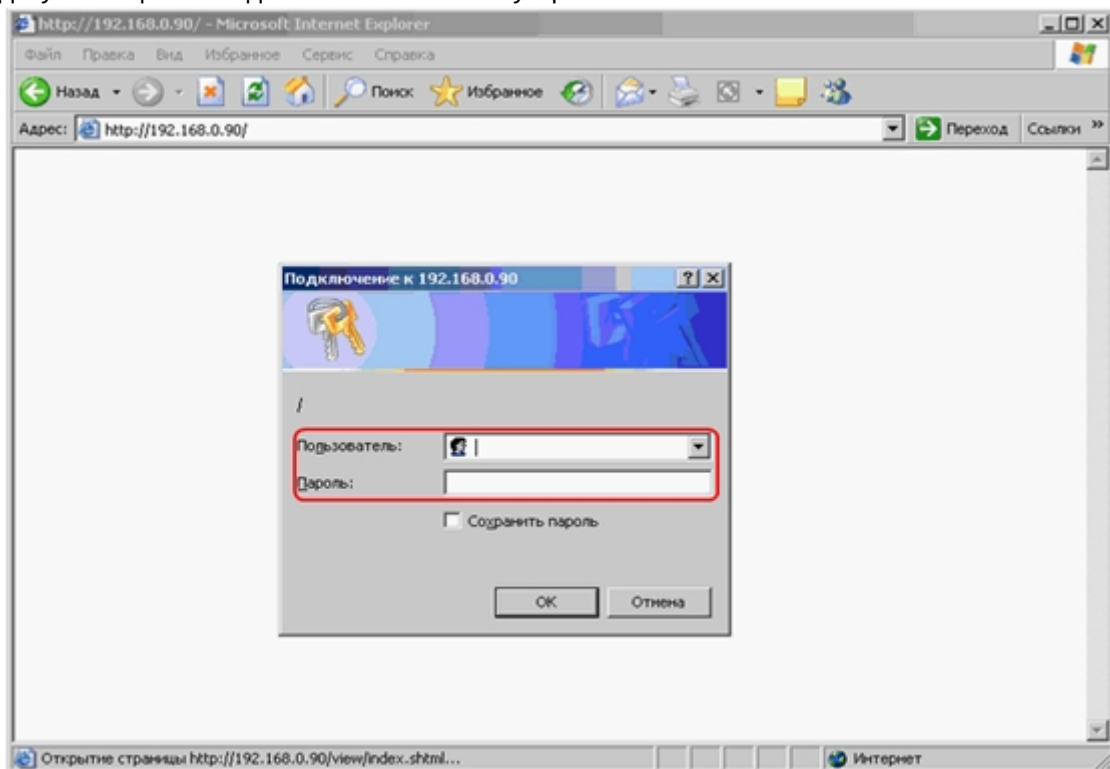 http://192.168.0.90/ - Microsoft Internet Explorer
Файл Правка Вид Избранное Сервис Справка
Назад Поиск Избранное
Адрес: http://192.168.0.90/ Переход Ссылки »
Подключение к 192.168.0.90
/
Пользователь:
Пароль:
Сохранить пароль
OK Отмена
Открытие страницы http://192.168.0.90/view/index.shtml... Интернет